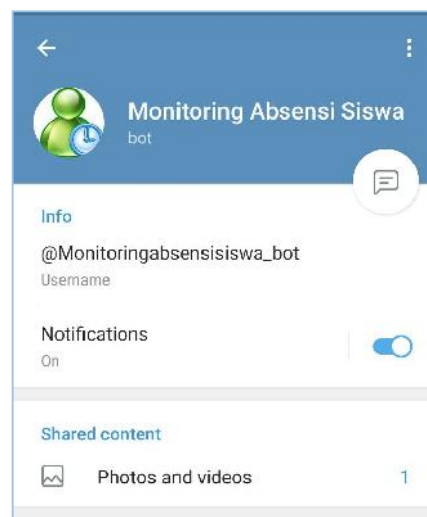 Monitoring Absensi Siswa
bot
Info
@Monitoringabsensisiswa_bot
Username
Notifications
On
Shared content
Photos and videos
1